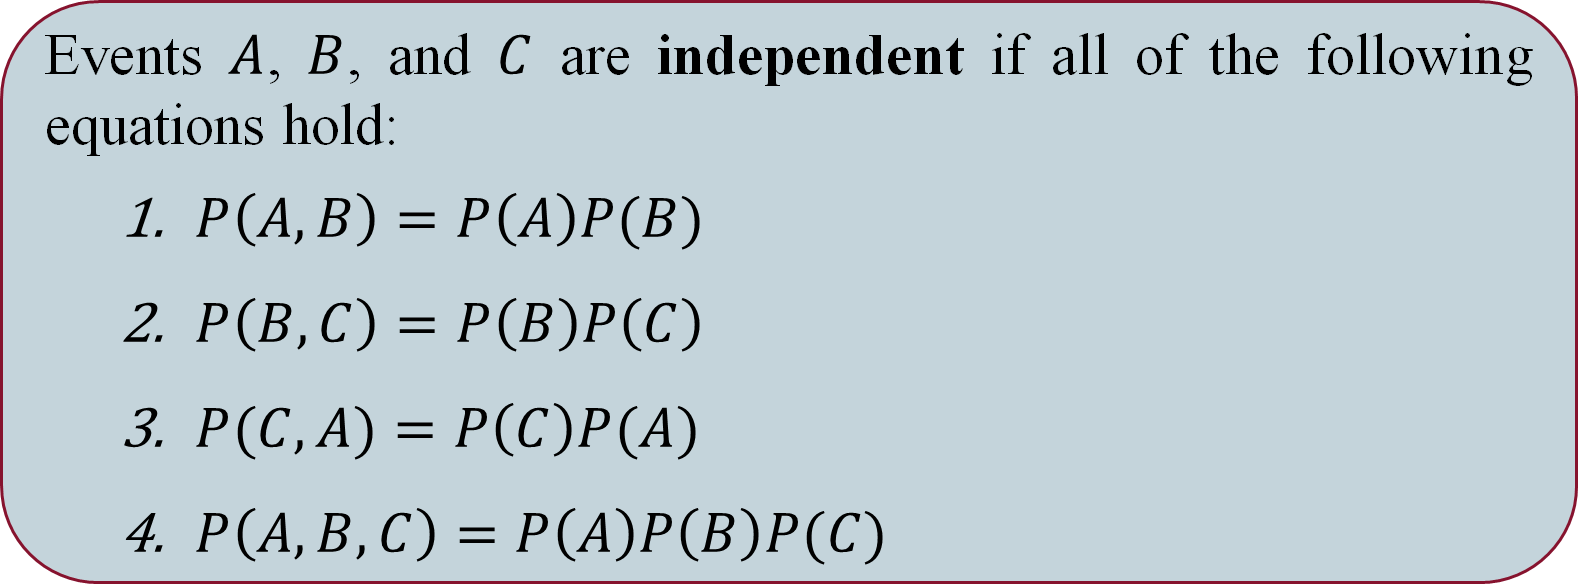 Events A, B, and C are independent if all of the following
equations hold:
1. P(A, B) = P(A)P(B)
2. P(B, C) = P(B)P(C)
3. P(C, A) = P(C)P(A)
4. P(A, B, C) = P(A)P(B)P(C)